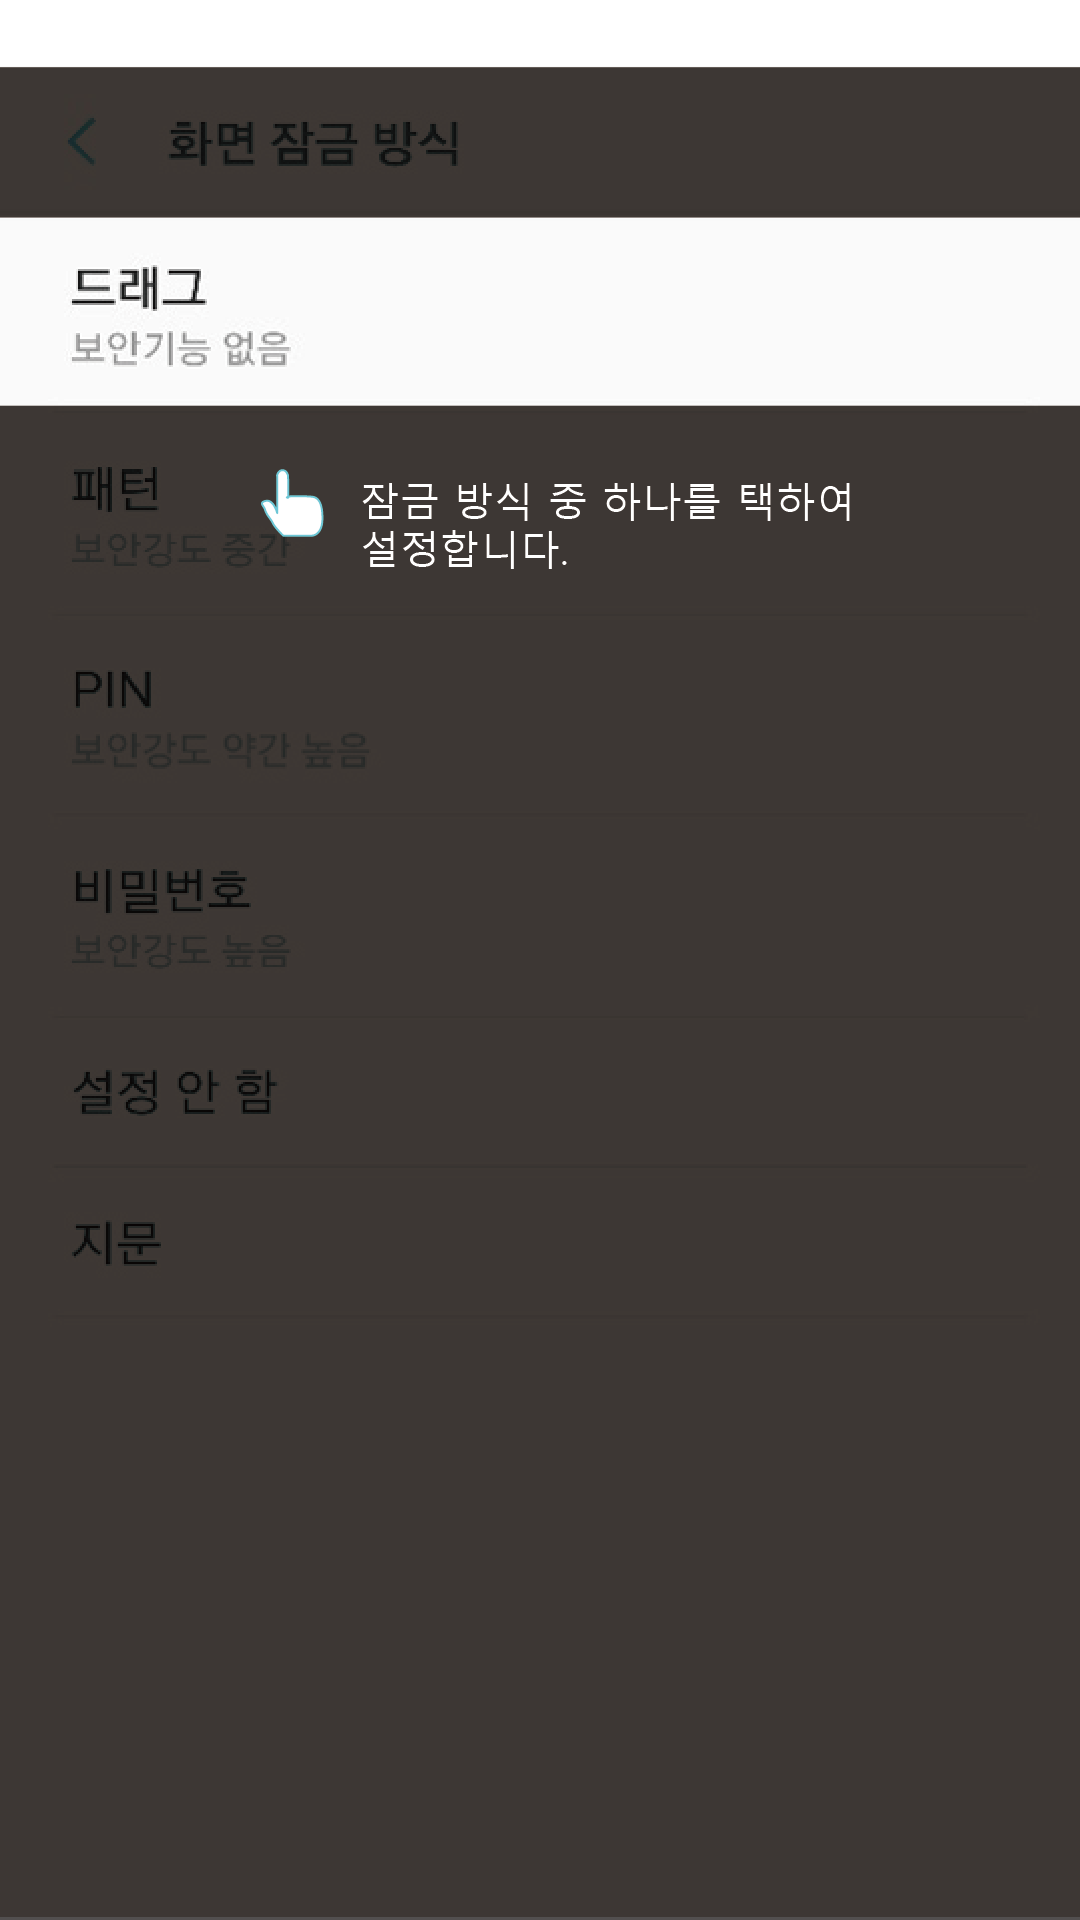 화면 잠금 방식
드래그
보안기능 없음
패턴
보안강도 중간
잠금 방식 중 하나를 택하여
설정합니다.
PIN
보안강도 약간 높음
비밀번호
보안강도 높음
설정 안 함
지문